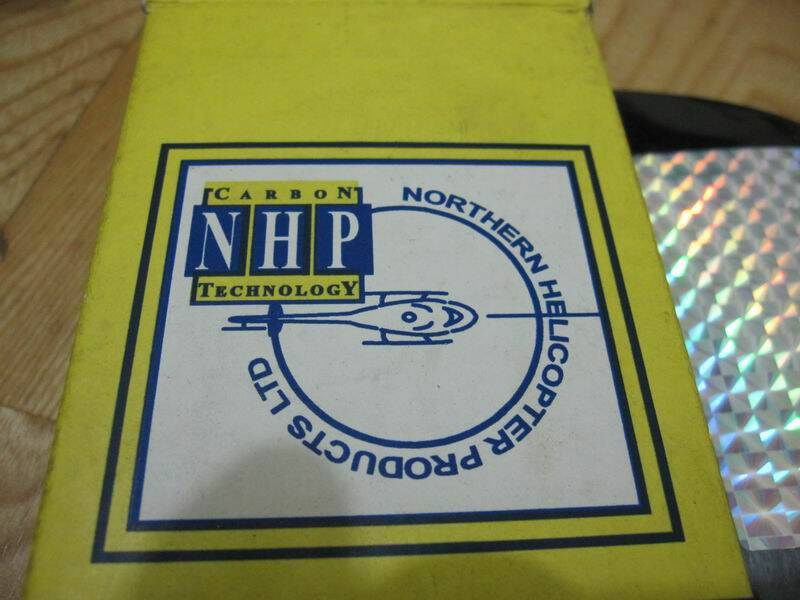 CARBON
NHP
TECHNOLOGY
NORTHERN HELICOPTER PRODUCTS LTD